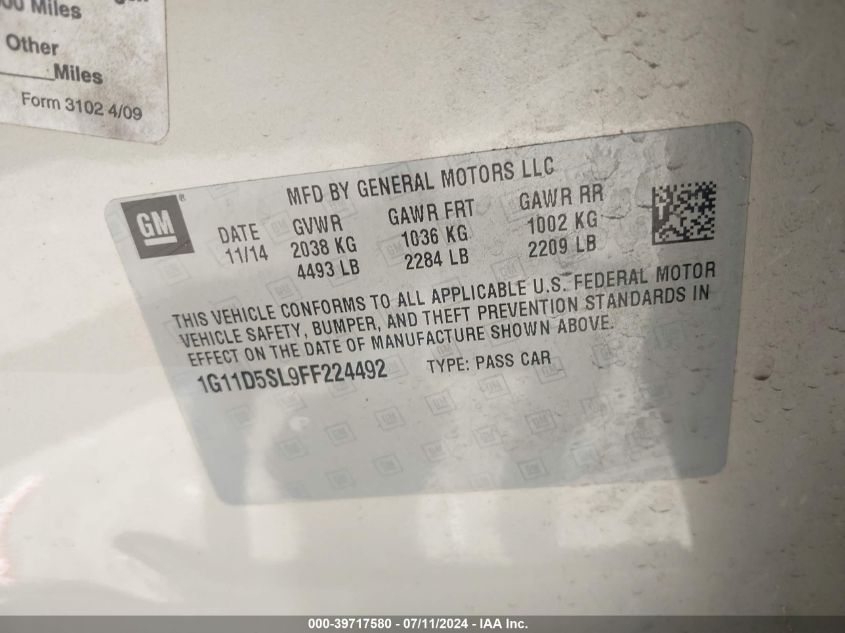 00 Miles
Other
Miles
Form 3102 4/09
GM®
MFD BY GENERAL MOTORS LLC
DATE GVWR GAWR FRT GAWR RR
11/14 2038 KG 1036 KG 1002 KG
4493 LB 2284 LB 2209 LB
THIS VEHICLE CONFORMS TO ALL APPLICABLE U.S. FEDERAL MOTOR
VEHICLE SAFETY, BUMPER, AND THEFT PREVENTION STANDARDS IN
EFFECT ON THE DATE OF MANUFACTURE SHOWN ABOVE.
1G11D5SL9FF224492 TYPE: PASS CAR
000-39717580 - 07/11/2024 - IAA Inc.